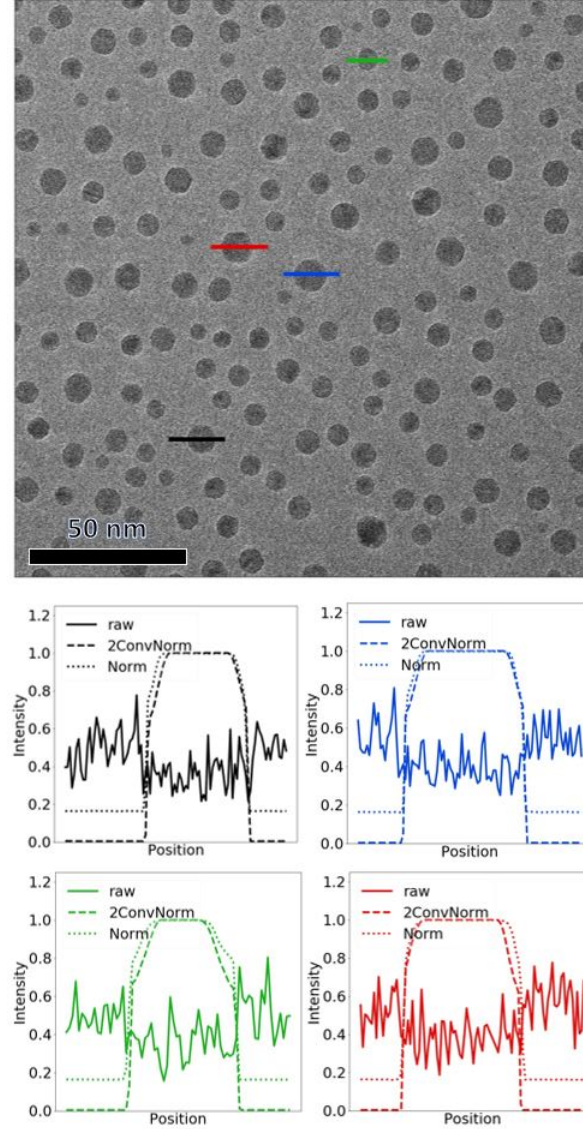 50 nm
1.2
1.0
0.8
0.6
0.4
0.2
0.0
Intensity
raw
2ConvNorm
Norm
Position
1.2
1.0
0.8
0.6
0.4
0.2
0.0
Intensity
raw
2ConvNorm
Norm
Position
1.2
1.0
0.8
0.6
0.4
0.2
0.0
Intensity
raw
2ConvNorm
Norm
Position
1.2
1.0
0.8
0.6
0.4
0.2
0.0
Intensity
raw
2ConvNorm
Norm
Position